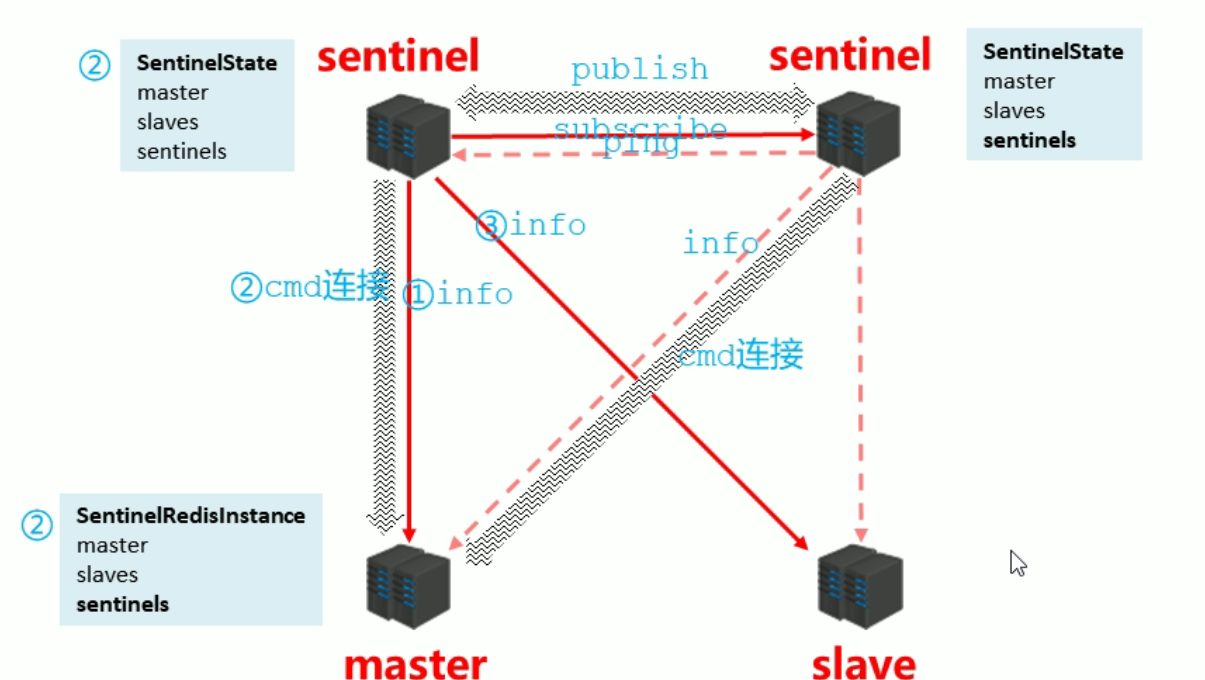 sentinel
sentinel
②
SentinelState
master
slaves
sentinels
SentinelState
master
slaves
sentinels
publish
subscribe
ping
③info
info
②cmd连接
①info
cmd连接
②
SentinelRedisInstance
master
slaves
sentinels
master
slave